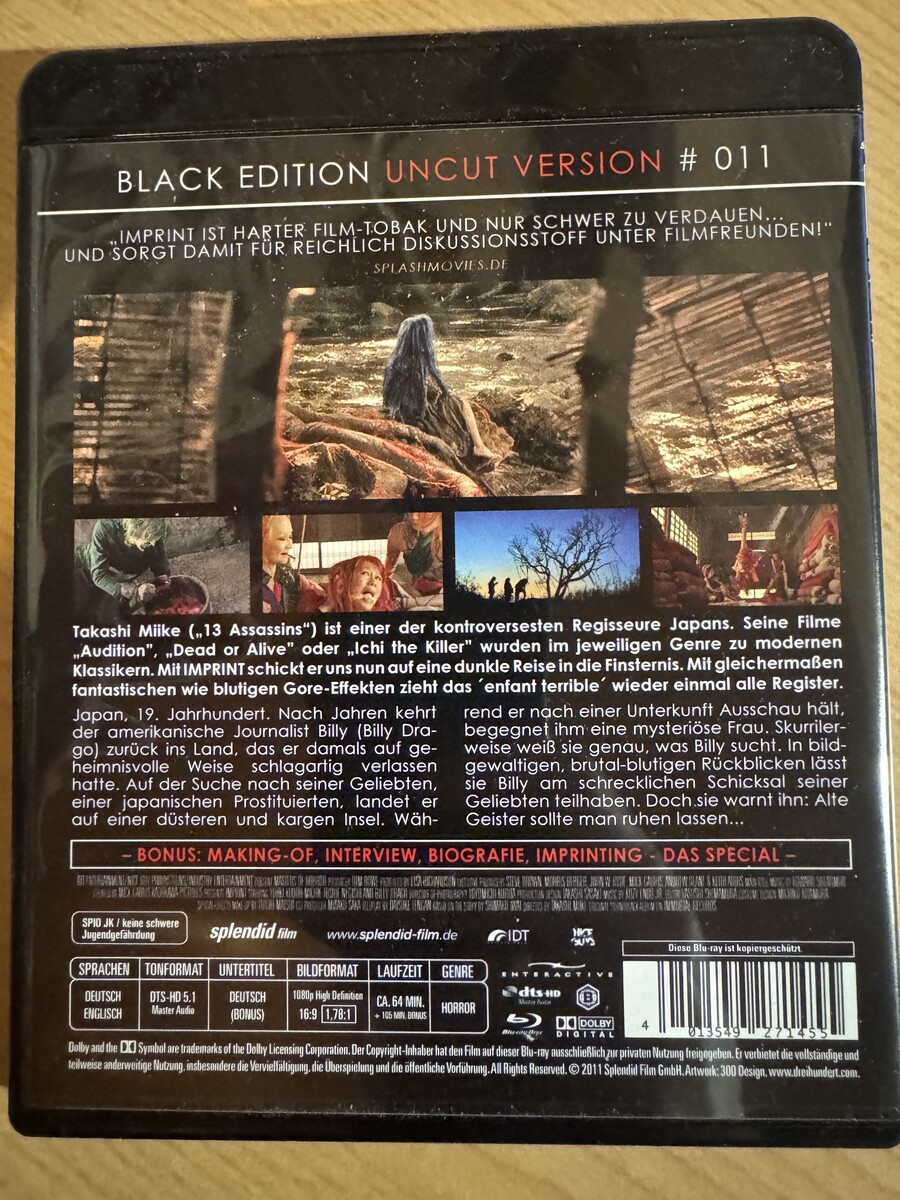 BLACK EDITION UNCUT VERSION # 011
„IMPRINT IST HARTER FILM-TOBAK UND NUR SCHWER ZU VERDAUEN...
UND SORGT DAMIT FÜR REICHLICH DISKUSSIONSSTOFF UNTER FILMFREUNDEN!"
SPLASHMOVIES.DE
Takashi Miike („13 Assassins“) ist einer der kontroversesten Regisseure Japans. Seine Filme
„Audition”, „Dead or Alive” oder „Ichi the Killer” wurden im jeweiligen Genre zu modernen
Klassikern. Mit IMPRINT schickt er uns nun auf eine dunkle Reise in die Finsternis. Mit gleichermaßen
fantastischen wie blutigen Gore-Effekten zieht das ´enfant terrible´ wieder einmal alle Register.
Japan, 19. Jahrhundert. Nach Jahren kehrt
der amerikanische Journalist Billy (Billy Dra-
go) zurück ins Land, das er damals auf ge-
heimnisvolle Weise schlagartig verlassen
hatte. Auf der Suche nach seiner Geliebten,
einer japanischen Prostituierten, landet er
auf einer düsteren und kargen Insel. Wäh-
rend er nach einer Unterkunft Ausschau hält,
begegnet ihm eine mysteriöse Frau. Skurriler-
weise weiß sie genau, was Billy sucht. In bild-
gewaltigen, brutal-blutigen Rückblicken lässt
sie Billy am schrecklichen Schicksal seiner
Geliebten teilhaben. Doch sie warnt ihn: Alte
Geister sollte man ruhen lassen...
– BONUS: MAKING-OF, INTERVIEW, BIOGRAFIE, IMPRINTING - DAS SPECIAL –
SPIO JK / keine schwere
Jugendgefährdung
splendid film
www.splendid-film.de
IDT
NICE GUYS
Diese Blu-ray ist kopiergeschützt.
SPRACHEN TONFORMAT UNTERTITEL BILDFORMAT LAUFZEIT GENRE
DEUTSCH ENGLISCH
DTS-HD 5.1 Master Audio
DEUTSCH (BONUS)
1080p High Definition 16:9 1,78:1
CA. 64 MIN. + 105 MIN. BONUS
HORROR
INTERACTIVE
dts-HD Master Audio
B
Blu-ray Disc
DOLBY DIGITAL
4 013549 271455
Dolby and the Symbol are trademarks of the Dolby Licensing Corporation. Der Copyright-Inhaber hat den Film auf dieser Blu-ray ausschließlich zur privaten Nutzung freigegeben. Er verbietet die vollständige und
teilweise anderweitige Nutzung, insbesondere die Vervielfältigung, die Überspielung und die öffentliche Vorführung. All Rights Reserved. © 2011 Splendid Film GmbH. Artwork: 300 Design, www.dreihundert.com.